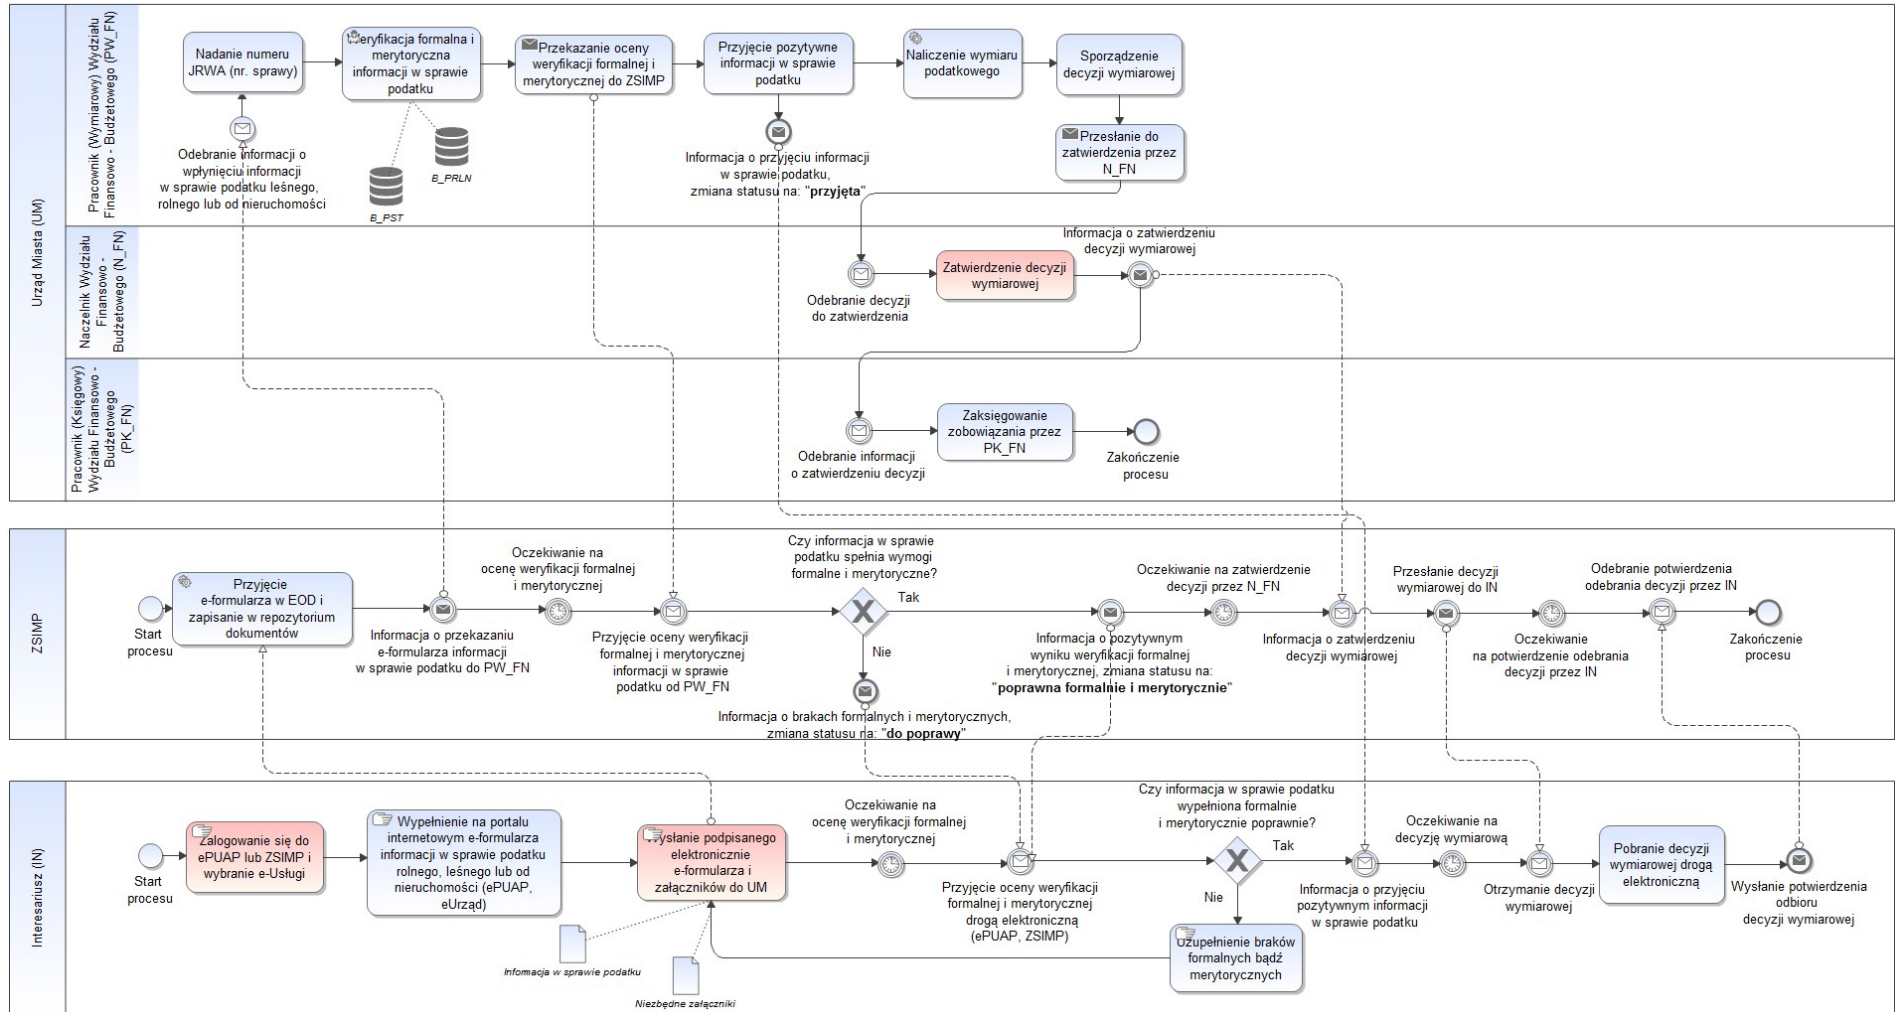 Urząd Miasta (UM)
Pracownik (Wymiarowy) Wydziału
Finansowo - Budżetowego (PW_FN)
Nadanie numeru
JRWA (nr. sprawy)
Weryfikacja formalna i
merytoryczna
informacji w sprawie
podatku
Przekazanie oceny
weryfikacji formalnej i
merytorycznej do ZSIMP
Przyjęcie pozytywne
informacji w sprawie
podatku
Naliczenie wymiaru
podatkowego
Sporządzenie
decyzji wymiarowej
Odebranie informacji o
wpłynięciu informacji
w sprawie podatku leśnego,
rolnego lub od nieruchomości
B_PST
B_PRLN
Informacja o przyjęciu informacji
w sprawie podatku,
zmiana statusu na: "przyjęta"
Przesłanie do
zatwierdzenia przez
N_FN
Naczelnik Wydziału
Finansowo -
Budżetowego (N_FN)
Odebranie decyzji
do zatwierdzenia
Zatwierdzenie decyzji
wymiarowej
Informacja o zatwierdzeniu
decyzji wymiarowej
Pracownik (Księgowy)
Wydziału Finansowo -
Budżetowego
(PK_FN)
Odebranie informacji
o zatwierdzeniu decyzji
Zaksięgowanie
zobowiązania przez
PK_FN
Zakończenie
procesu
ZSIMP
Start
procesu
Przyjęcie
e-formularza w EOD i
zapisanie w repozytorium
dokumentów
Informacja o przekazaniu
e-formularza informacji
w sprawie podatku do PW_FN
Oczekiwanie na
ocenę weryfikacji formalnej
i merytorycznej
Przyjęcie oceny weryfikacji
formalnej i merytorycznej
informacji w sprawie
podatku od PW_FN
Czy informacja w sprawie
podatku spełnia wymogi
formalne i merytoryczne?
Tak
Nie
Informacja o brakach formalnych i merytorycznych,
zmiana statusu na: "do poprawy"
Informacja o pozytywnym
wyniku weryfikacji formalnej
i merytorycznej, zmiana statusu na:
"poprawna formalnie i merytorycznie"
Oczekiwanie na zatwierdzenie
decyzji przez N_FN
Informacja o zatwierdzeniu
decyzji wymiarowej
Przesłanie decyzji
wymiarowej do IN
Oczekiwanie
na potwierdzenie odebrania
decyzji przez IN
Odebranie potwierdzenia
odebrania decyzji przez IN
Zakończenie
procesu
Interesariusz (IN)
Start
procesu
Zalogowanie się do
ePUAP lub ZSIMP i
wybranie e-Usługi
Wypełnienie na portalu
internetowym e-formularza
informacji w sprawie podatku
rolnego, leśnego lub od
nieruchomości (ePUAP,
eUrząd)
Wysłanie podpisanego
elektronicznie
e-formularza i
załączników do UM
Informacja w sprawie podatku
Niezbędne załączniki
Oczekiwanie na
ocenę weryfikacji formalnej
i merytorycznej
Przyjęcie oceny weryfikacji
formalnej i merytorycznej
drogą elektroniczną
(ePUAP, ZSIMP)
Czy informacja w sprawie podatku
wypełniona formalnie
i merytorycznie poprawnie?
Tak
Nie
Uzupełnienie braków
formalnych bądź
merytorycznych
Informacja o przyjęciu
pozytywnym informacji
w sprawie podatku
Oczekiwanie na
decyzję wymiarową
Otrzymanie decyzji
wymiarowej
Pobranie decyzji
wymiarowej drogą
elektroniczną
Wysłanie potwierdzenia
odbioru
decyzji wymiarowej